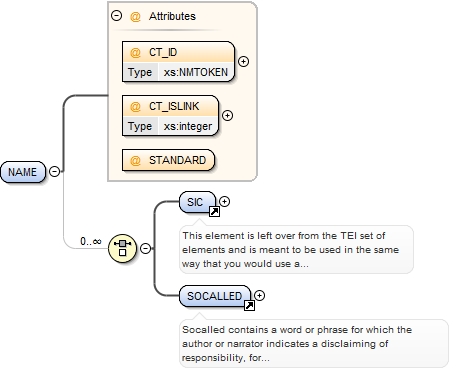 @ Attributes
@ CT_ID
Type xs:NMTOKEN
@ CT_ISLINK
Type xs:integer
@ STANDARD
NAME
0..∞
SIC
This element is left over from the TEI set of
elements and is meant to be used in the same
way that you would use a...
SOCALLED
Socalled contains a word or phrase for which the
author or narrator indicates a disclaiming of
responsibility, for...